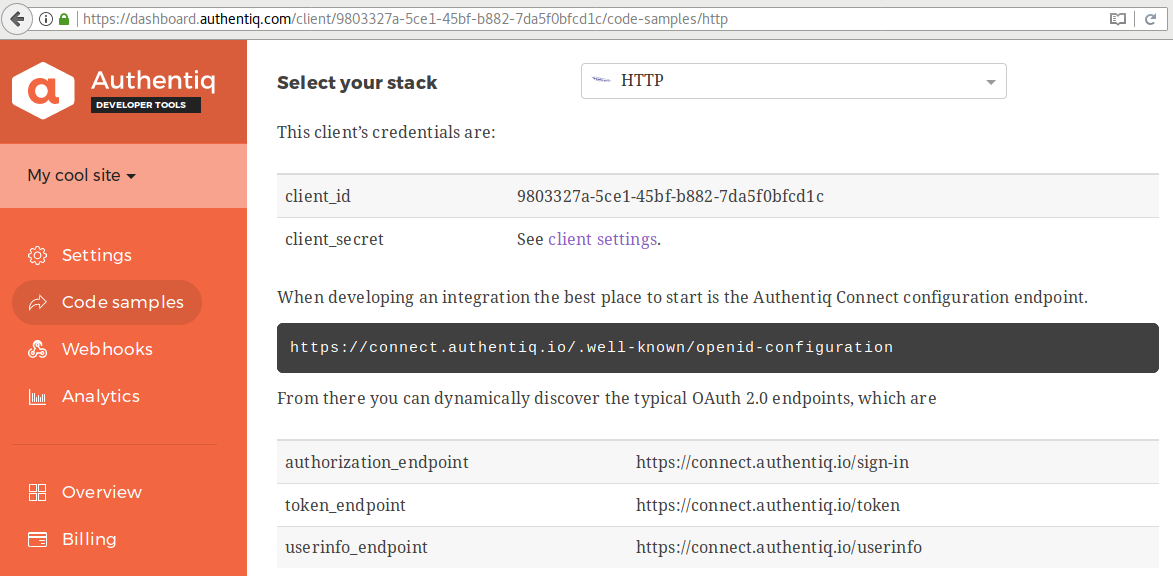 https://dashboard.authentiq.com/client/9803327a-5ce1-45bf-b882-7da5f0bfcd1c/code-samples/http
a Authentiq
DEVELOPER TOOLS
My cool site
Settings
Code samples
Webhooks
Analytics
Overview
Billing
Select your stack
HTTP
This client’s credentials are:
client_id 9803327a-5ce1-45bf-b882-7da5f0bfcd1c
client_secret See client settings.
When developing an integration the best place to start is the Authentiq Connect configuration endpoint.
https://connect.authentiq.io/.well-known/openid-configuration
From there you can dynamically discover the typical OAuth 2.0 endpoints, which are
authorization_endpoint https://connect.authentiq.io/sign-in
token_endpoint https://connect.authentiq.io/token
userinfo_endpoint https://connect.authentiq.io/userinfo